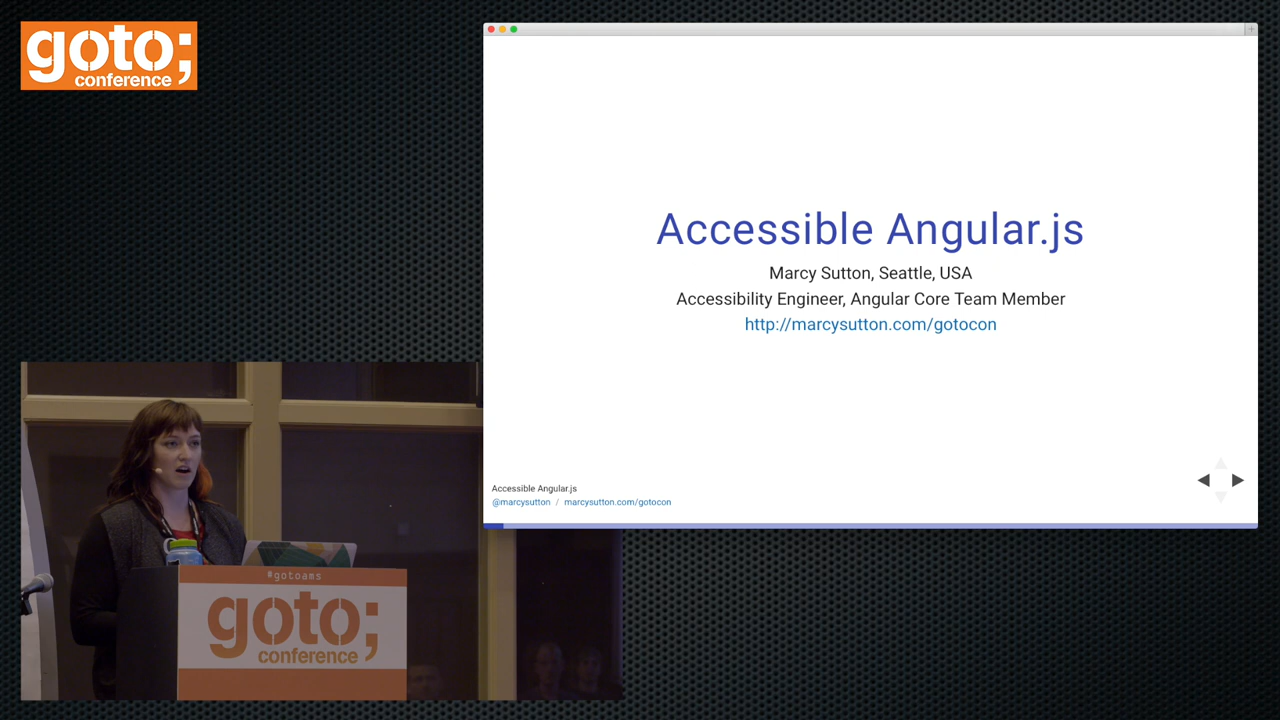 goto;
conference
Accessible Angular.js
Marcy Sutton, Seattle, USA
Accessibility Engineer, Angular Core Team Member
http://marcysutton.com/gotocon
Accessible Angular.js
@marcysutton / marcysutton.com/gotocon
#gotoams
goto;
conference